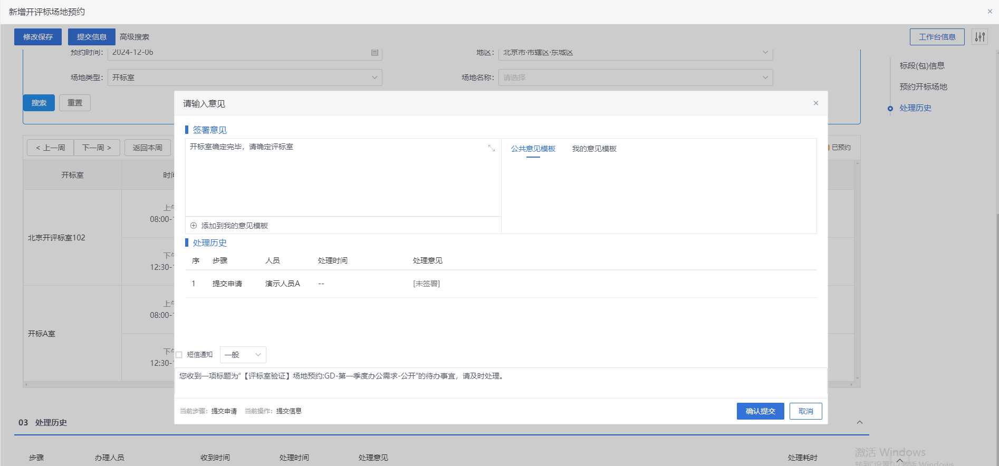 新增开评标场地预约
修改保存 提交信息 高级搜索 工作台信息
预约时间： 2024-12-06 地区： 北京市·市辖区·东城区
场地类型： 开标室 场地名称： 请选择
搜索 重置
标段(包)信息
预约开标场地
处理历史
< 上一周 下一周 > 返回本周 已预约
开标室
北京开评标室102
08:00-
12:30-
开标A室
08:00-
12:30-
请输入意见
签署意见
开标室确定完毕，请确定评标室
公共意见模板 我的意见模板
添加到我的意见模板
处理历史
序 步骤 人员 处理时间 处理意见
1 提交申请 演示人员A -- [未签署]
短信通知 一般
您收到一项标题为“【评标室验证】场地预约:GD-第一季度办公需求-公开”的待办事宜，请及时处理。
当前步骤： 提交申请 当前操作： 提交信息
确认提交 取消
03 处理历史
步骤 办理人员 收到时间 处理时间 处理意见 处理耗时
激活 Windows
转到"设置"以激活 Windows